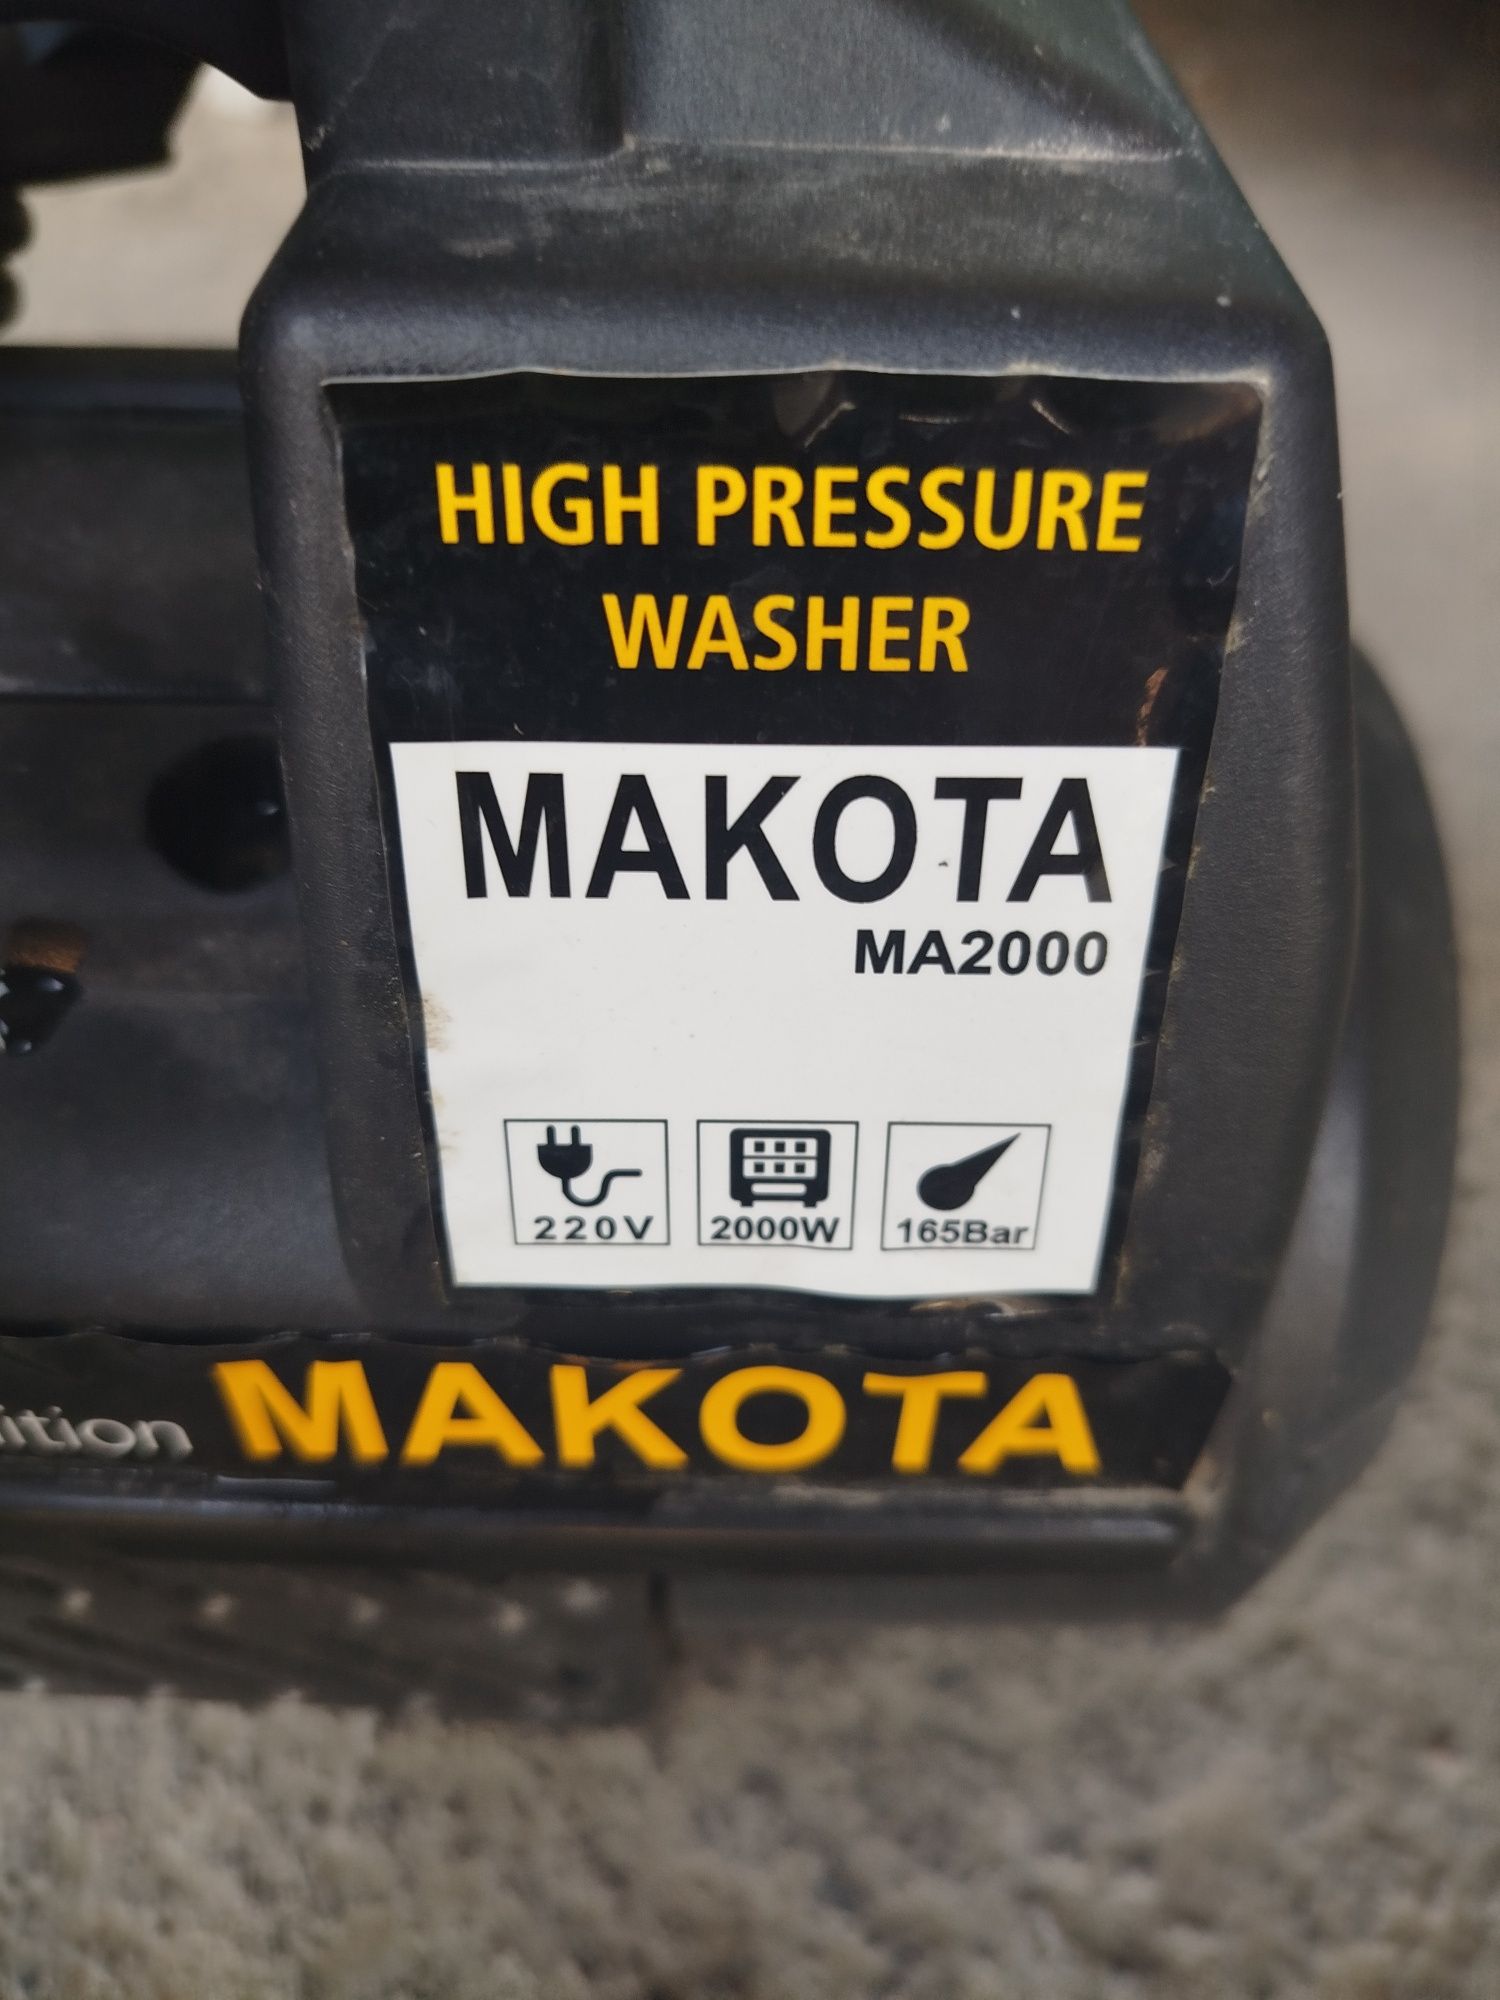 HIGH PRESSURE
WASHER
MAKOTA
MA2000
220V 2000W 165Bar
MAKOTA